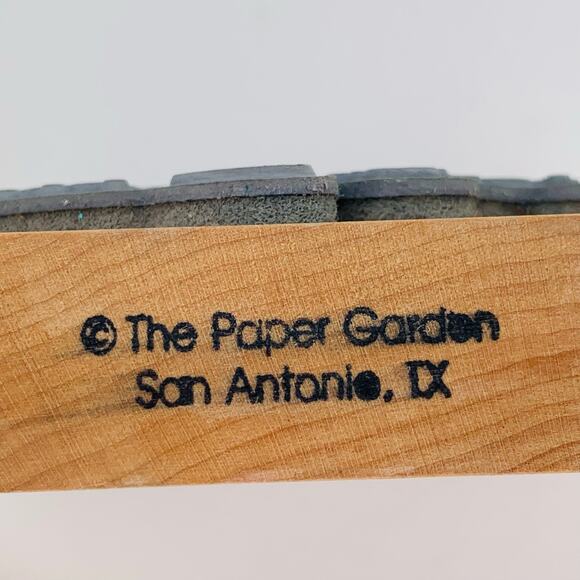 © The Paper Garden
San Antonio, TX